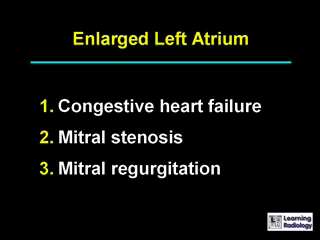 Enlarged Left Atrium
1. Congestive heart failure
2. Mitral stenosis
3. Mitral regurgitation
Learning
Radiology